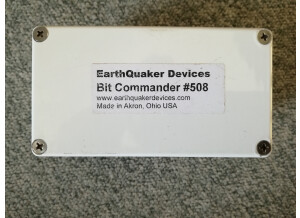 EarthQuaker Devices
Bit Commander #508
www.earthquakerdevices.com
Made in Akron, Ohio USA